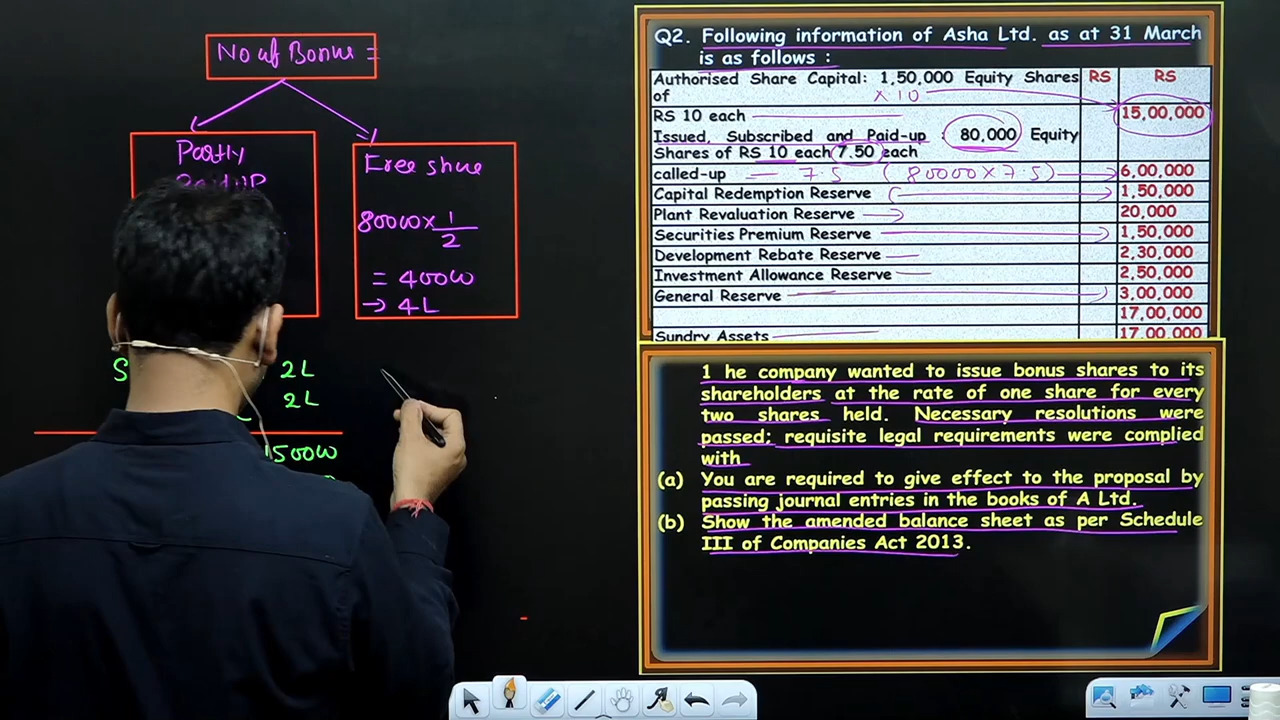 No of Bonus =
Partly
Paid up
Free share
80000 × 1/2
= 40000
→ 4L
S
2L
2L
Q2. Following information of Asha Ltd. as at 31 March
is as follows :
Authorised Share Capital: 1,50,000 Equity Shares RS RS
of × 10
RS 10 each 15,00,000
Issued, Subscribed and Paid-up : 80,000 Equity
Shares of RS 10 each 7.50 each
called-up — 7.5 (80000 × 7.5) 6,00,000
Capital Redemption Reserve 1,50,000
Plant Revaluation Reserve 20,000
Securities Premium Reserve 1,50,000
Development Rebate Reserve 2,30,000
Investment Allowance Reserve 2,50,000
General Reserve 3,00,000
17,00,000
Sundry Assets 17,00,000
1 he company wanted to issue bonus shares to its
shareholders at the rate of one share for every
two shares held. Necessary resolutions were
passed; requisite legal requirements were complied
with
(a) You are required to give effect to the proposal by
passing journal entries in the books of A Ltd.
(b) Show the amended balance sheet as per Schedule
III of Companies Act 2013.